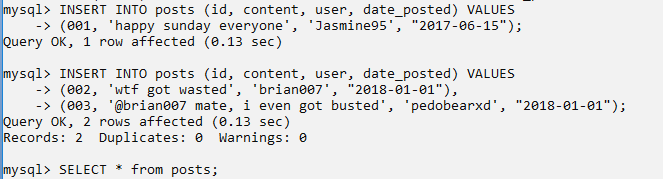 mysql> INSERT INTO posts (id, content, user, date_posted) VALUES
-> (001, 'happy sunday everyone', 'Jasmine95', "2017-06-15");
Query OK, 1 row affected (0.13 sec)
mysql> INSERT INTO posts (id, content, user, date_posted) VALUES
-> (002, 'wtf got wasted', 'brian007', "2018-01-01"),
-> (003, '@brian007 mate, i even got busted', 'pedobearxd', "2018-01-01");
Query OK, 2 rows affected (0.13 sec)
Records: 2  Duplicates: 0  Warnings: 0
mysql> SELECT * from posts;